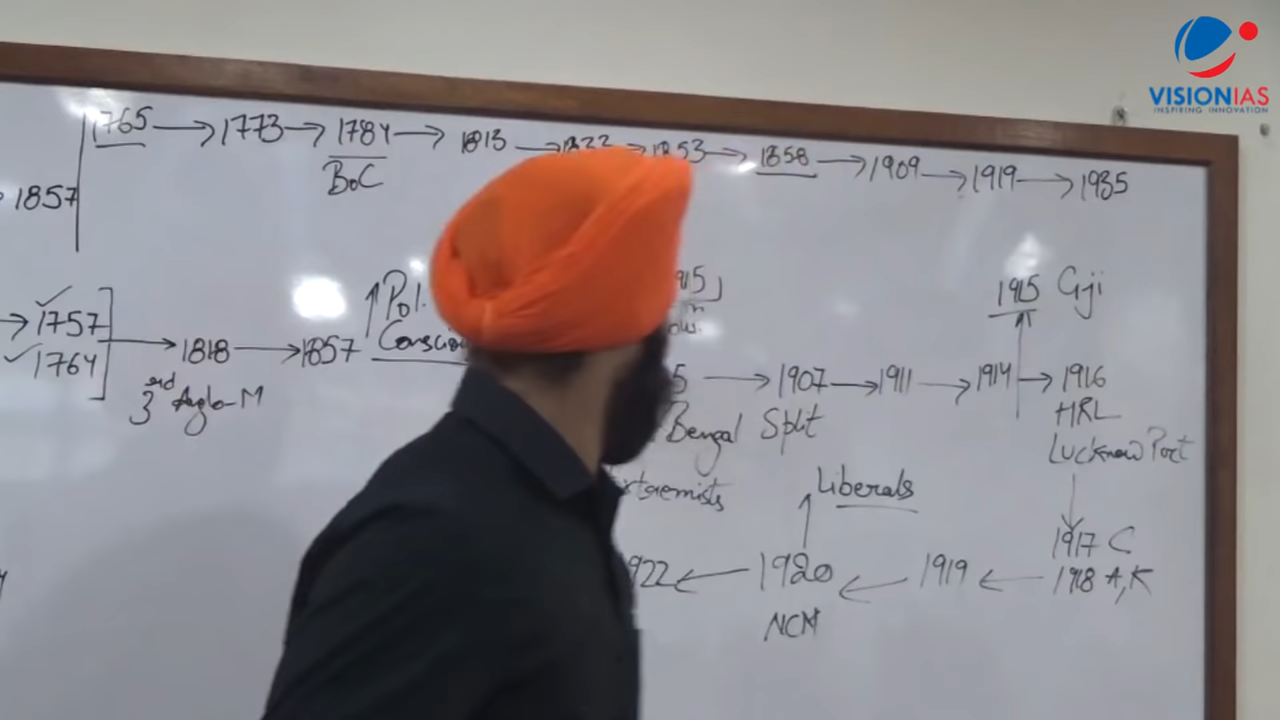 VISIONIAS
INSPIRING INNOVATION
1765 → 1773 → 1784 → 1813 → 1853 → 1858 → 1909 → 1919 → 1935
BoC
1857
↑ Pol.
1915 Gji
→ 1757
1764
→ 1818 → 1857
→ 1907 → 1911 → 1914 → 1916
3rd Anglo-M
Bengal Split
HRL
Lucknow Pact
Liberals
1917 C
1918 A, K
1920 ← 1919 ←
NCM